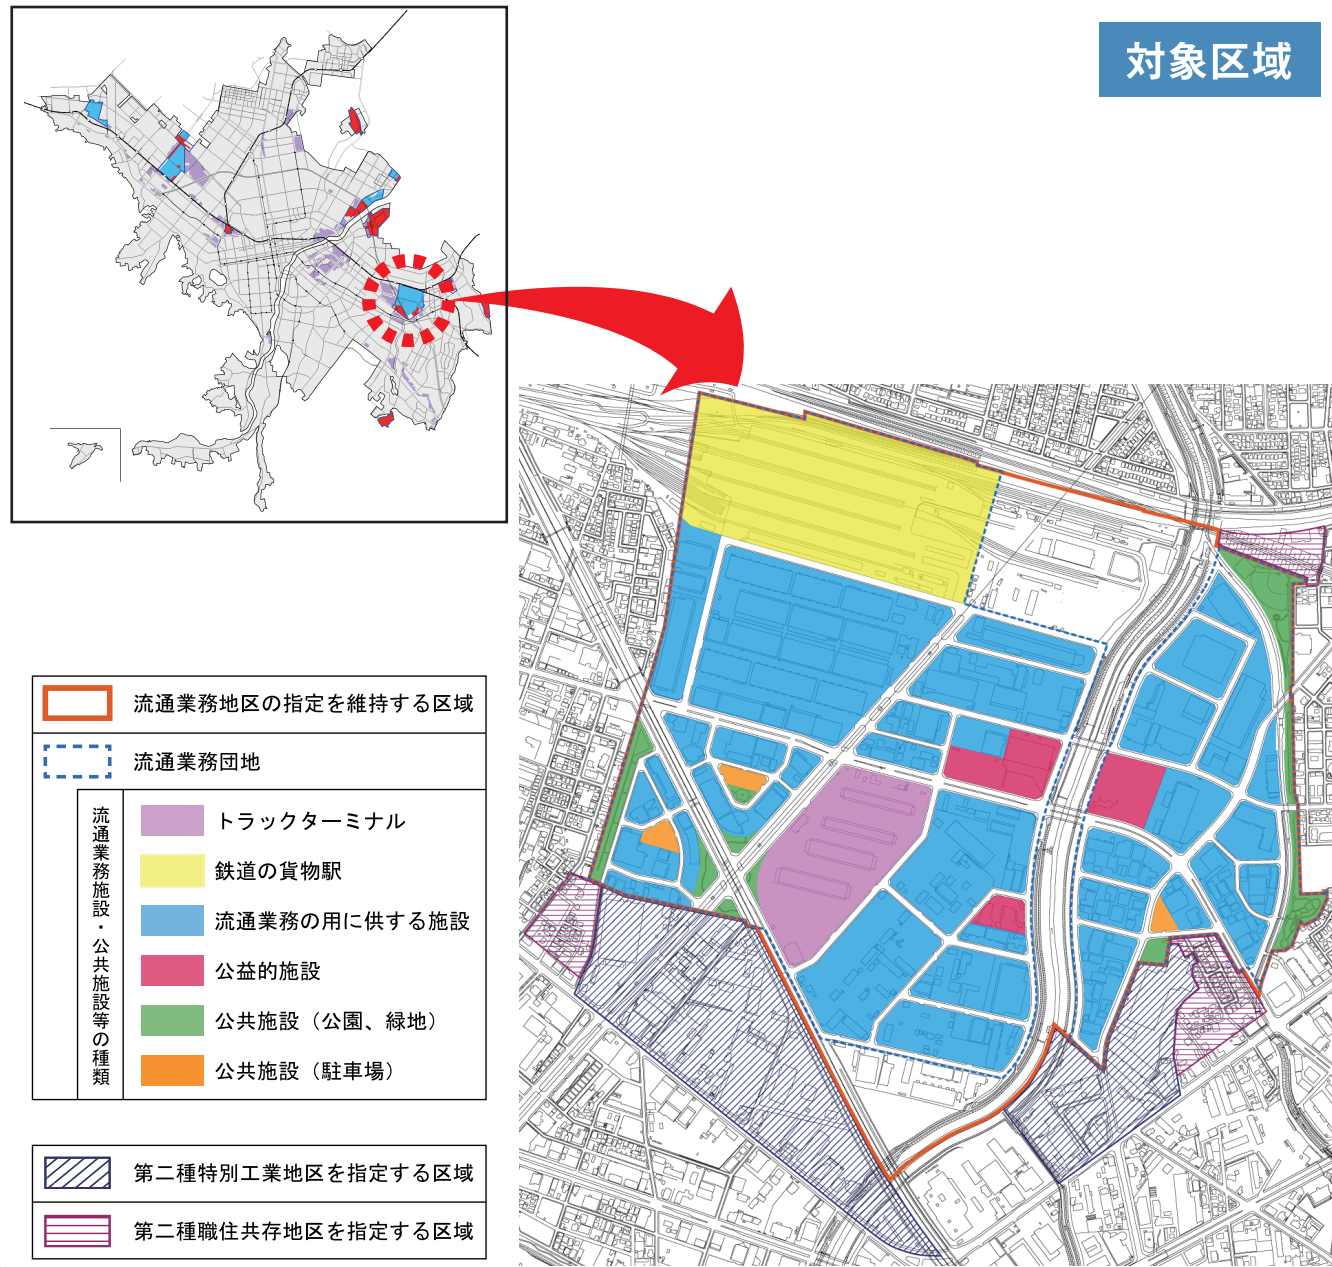 対象区域
流通業務地区の指定を維持する区域
流通業務団地
流通業務施設・公共施設等の種類
トラックターミナル
鉄道の貨物駅
流通業務の用に供する施設
公益的施設
公共施設（公園、緑地）
公共施設（駐車場）
第二種特別工業地区を指定する区域
第二種職住共存地区を指定する区域